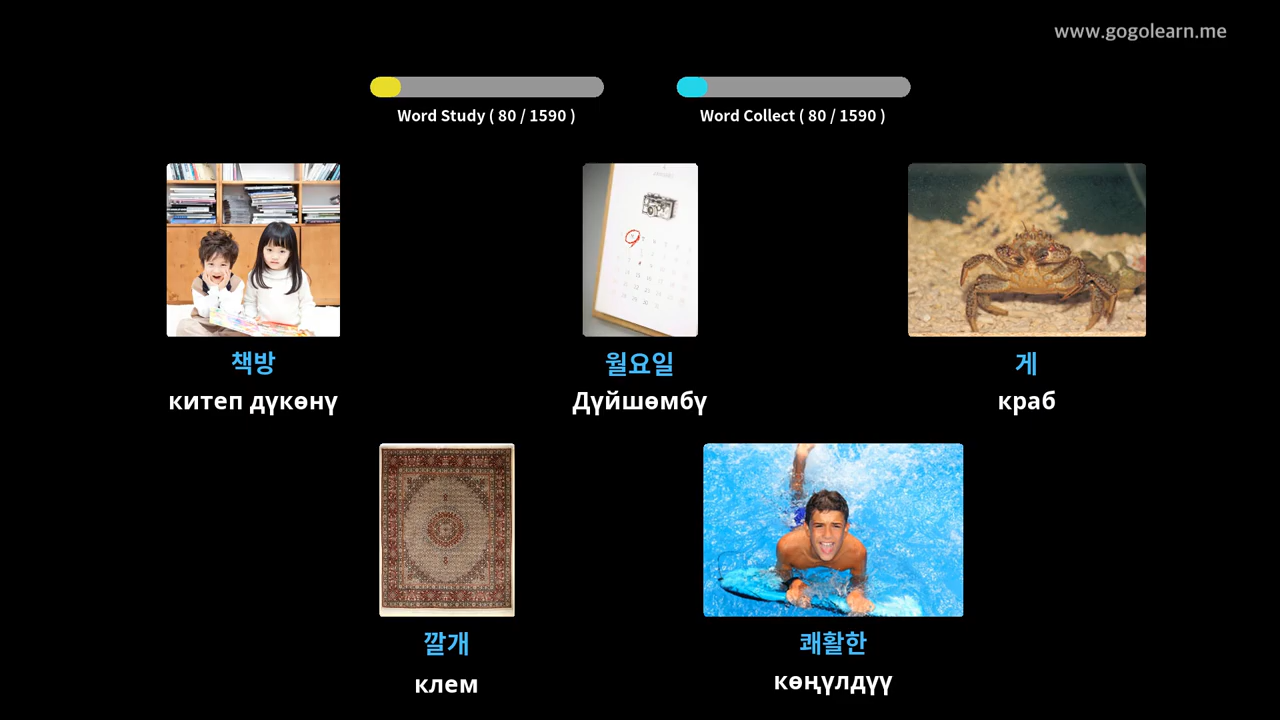 www.gogolearn.me
Word Study ( 80 / 1590 )
Word Collect ( 80 / 1590 )
책방
китеп дүкөнү
월요일
Дүйшөмбү
게
краб
깔개
клем
쾌활한
көңүлдүү